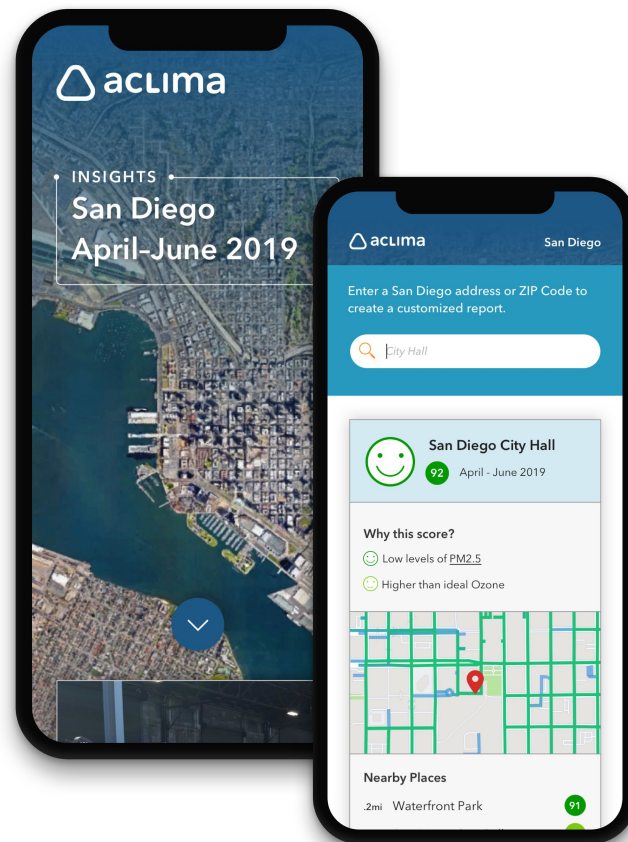 aclima
INSIGHTS
San Diego
April–June 2019
aclima
San Diego
Enter a San Diego address or ZIP Code to
create a customized report.
City Hall
San Diego City Hall
92 April - June 2019
Why this score?
Low levels of PM2.5
Higher than ideal Ozone
Nearby Places
.2mi Waterfront Park 91